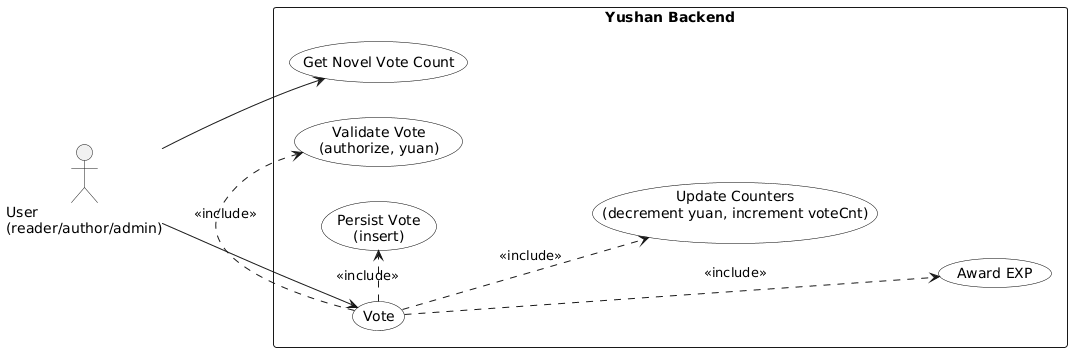 Yushan Backend
Get Novel Vote Count
Validate Vote
(authorize, yuan)
User
(reader/author/admin)
«include»
Persist Vote
(insert)
Update Counters
(decrement yuan, increment voteCnt)
«include»
«include»
«include»
Award EXP
Vote